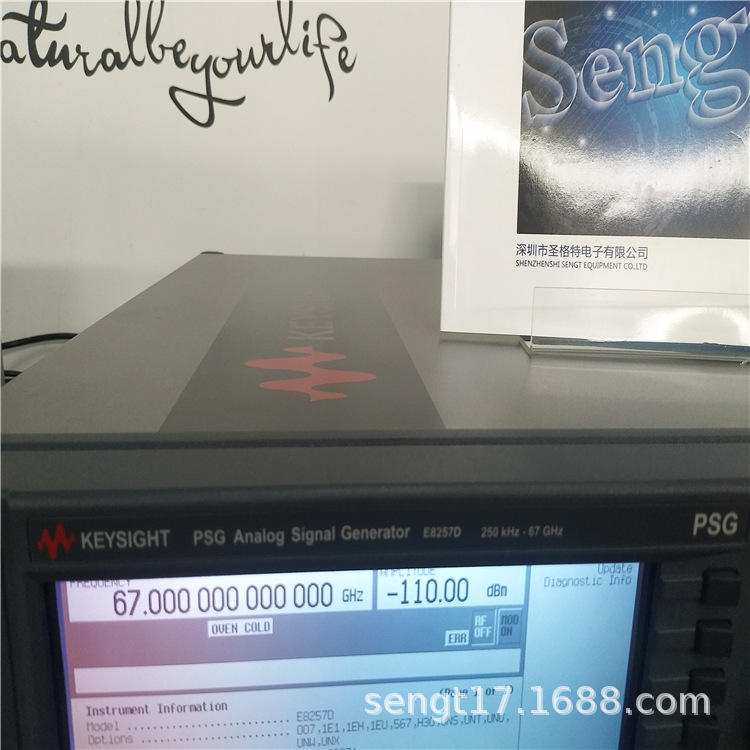 aturalbeyourlife
Seng
深圳市圣格特电子有限公司
SHENZHENSHI SENGT EQUIPMENT CO.,LTD
KEYSIGHT PSG Analog Signal Generator E8257D 250 kHz - 67 GHz PSG
FREQUENCY AMPLITUDE
67.000 000 000 000 GHz -110.00 dBm
OVEN COLD
ERR RF OFF MOD ON
Update
Diagnostic Info
Instrument Information
Model E8257D
Options 007,1E1,1EH,1EU,567,H30,UNS,UNT,UNU,
UNW,UNX
sengt17.1688.com